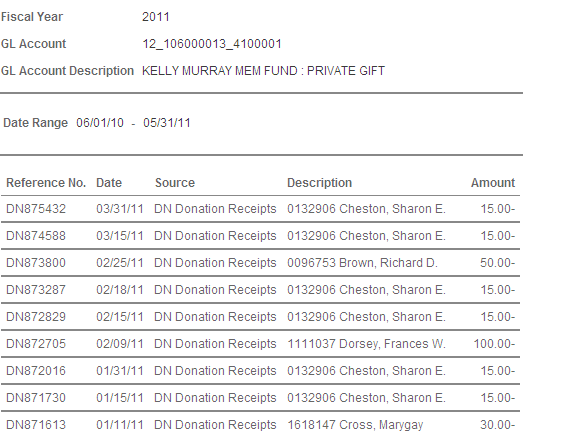 Fiscal Year 2011
GL Account 12_106000013_4100001
GL Account Description KELLY MURRAY MEM FUND : PRIVATE GIFT
Date Range 06/01/10 - 05/31/11
Reference No. Date Source Description Amount
DN875432 03/31/11 DN Donation Receipts 0132906 Cheston, Sharon E. 15.00-
DN874588 03/15/11 DN Donation Receipts 0132906 Cheston, Sharon E. 15.00-
DN873800 02/25/11 DN Donation Receipts 0096753 Brown, Richard D. 50.00-
DN873287 02/18/11 DN Donation Receipts 0132906 Cheston, Sharon E. 15.00-
DN872829 02/15/11 DN Donation Receipts 0132906 Cheston, Sharon E. 15.00-
DN872705 02/09/11 DN Donation Receipts 1111037 Dorsey, Frances W. 100.00-
DN872016 01/31/11 DN Donation Receipts 0132906 Cheston, Sharon E. 15.00-
DN871730 01/15/11 DN Donation Receipts 0132906 Cheston, Sharon E. 15.00-
DN871613 01/11/11 DN Donation Receipts 1618147 Cross, Marygay 30.00-